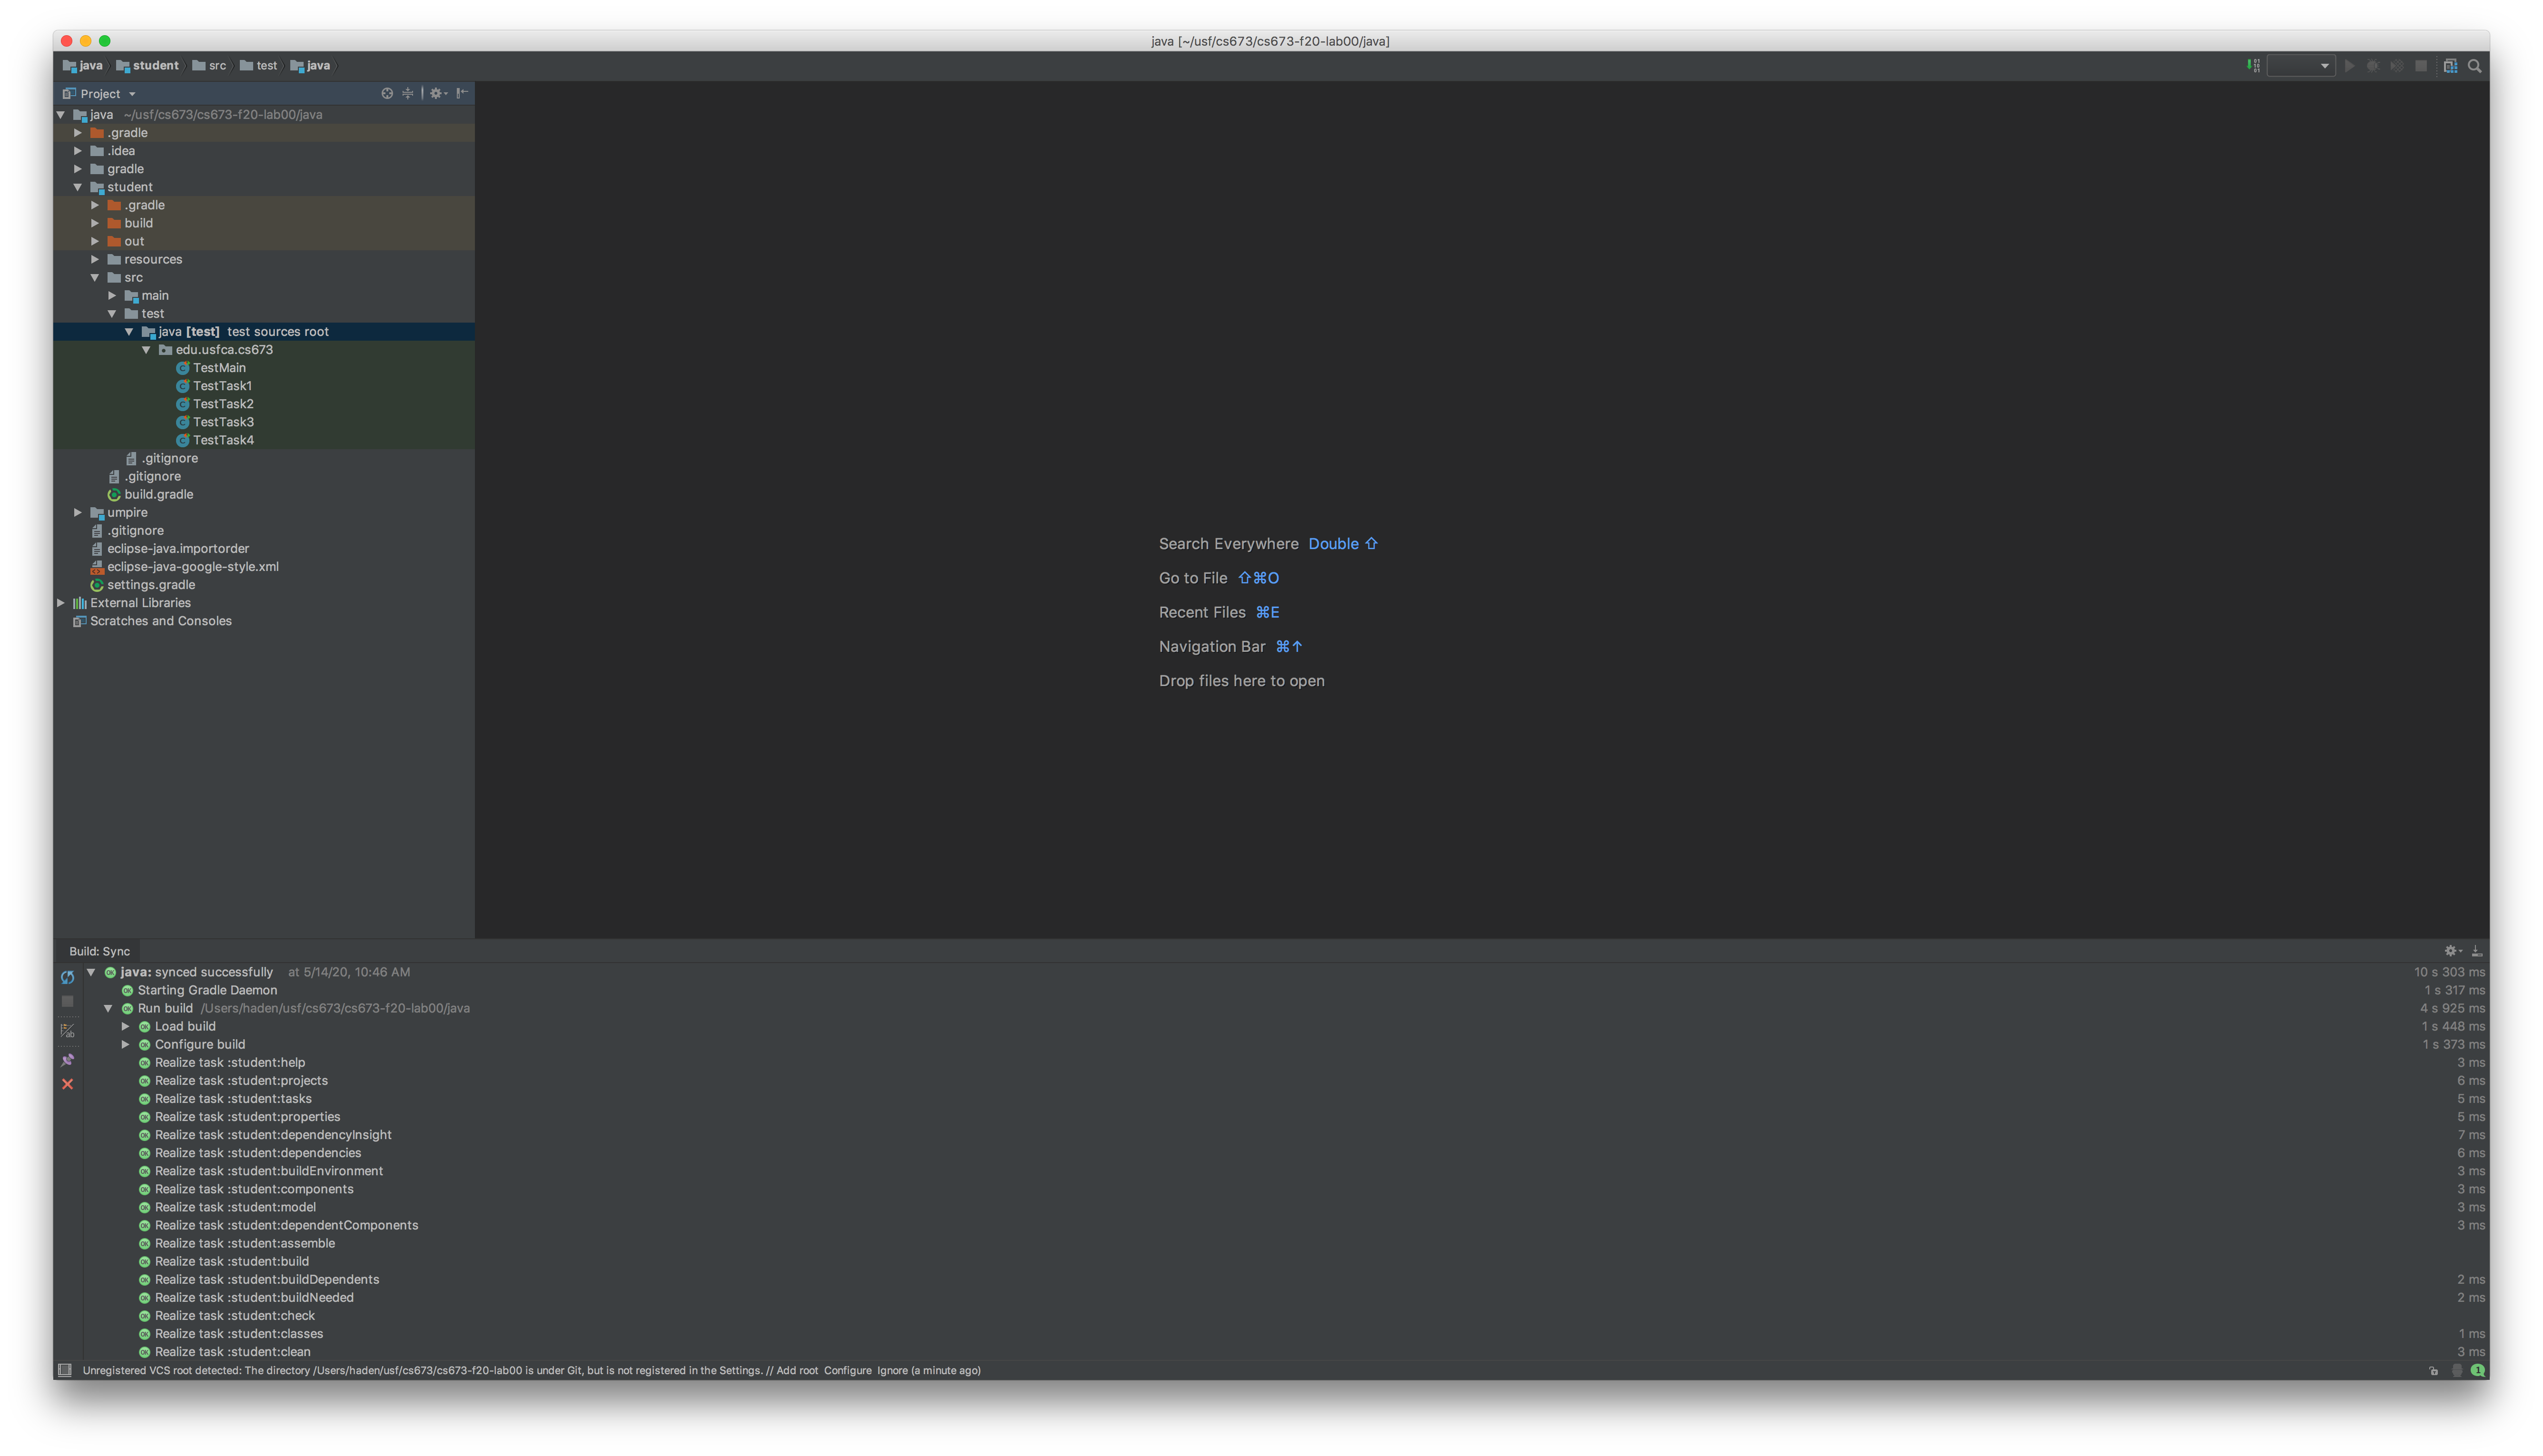 java [~/usf/cs673/cs673-f20-lab00/java]
java student src test java
Project
java ~/usf/cs673/cs673-f20-lab00/java
.gradle
.idea
gradle
student
.gradle
build
out
resources
src
main
test
java [test] test sources root
edu.usfca.cs673
TestMain
TestTask1
TestTask2
TestTask3
TestTask4
.gitignore
.gitignore
build.gradle
umpire
.gitignore
eclipse-java.importorder
eclipse-java-google-style.xml
settings.gradle
External Libraries
Scratches and Consoles
Search Everywhere Double ⇧
Go to File ⇧⌘O
Recent Files ⌘E
Navigation Bar ⌘↑
Drop files here to open
Build: Sync
java: synced successfully at 5/14/20, 10:46 AM 10 s 303 ms
Starting Gradle Daemon 1 s 317 ms
Run build /Users/haden/usf/cs673/cs673-f20-lab00/java 4 s 925 ms
Load build 1 s 448 ms
Configure build 1 s 373 ms
Realize task :student:help 3 ms
Realize task :student:projects 6 ms
Realize task :student:tasks 5 ms
Realize task :student:properties 5 ms
Realize task :student:dependencyInsight 7 ms
Realize task :student:dependencies 6 ms
Realize task :student:buildEnvironment 3 ms
Realize task :student:components 3 ms
Realize task :student:model 3 ms
Realize task :student:dependentComponents 3 ms
Realize task :student:assemble
Realize task :student:build
Realize task :student:buildDependents 2 ms
Realize task :student:buildNeeded 2 ms
Realize task :student:check
Realize task :student:classes 1 ms
Realize task :student:clean 3 ms
Unregistered VCS root detected: The directory /Users/haden/usf/cs673/cs673-f20-lab00 is under Git, but is not registered in the Settings. // Add root Configure Ignore (a minute ago) 1